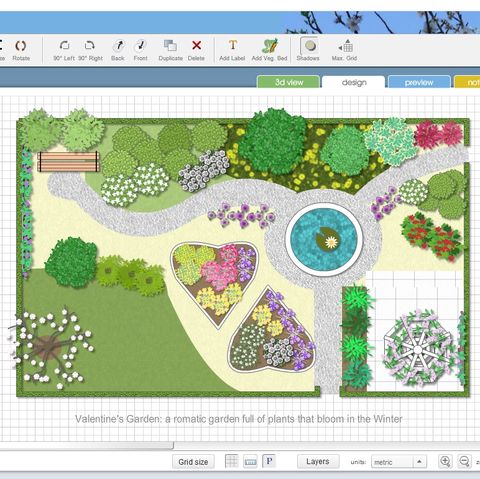 Rotate
90° Left 90° Right Back Front Duplicate Delete Add Label Add Veg. Bed Shadows Max. Grid
3d view design preview
Valentine's Garden: a romatic garden full of plants that bloom in the Winter
Grid size P Layers units: metric